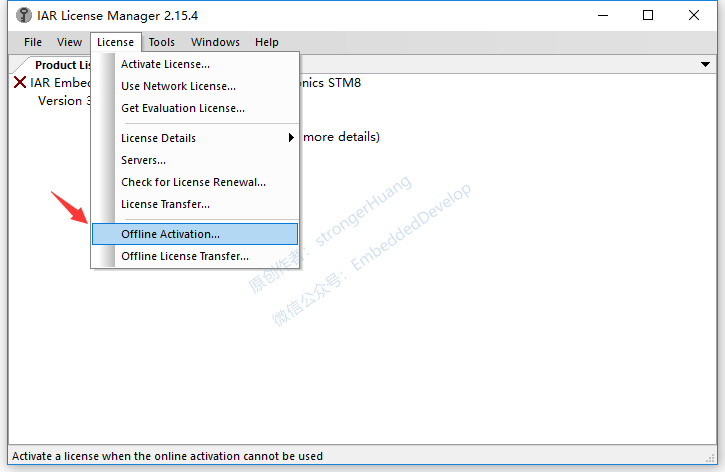 IAR License Manager 2.15.4
File View License Tools Windows Help
Product Lis
Activate License...
IAR Embed
onics STM8
Use Network License...
Version 3
Get Evaluation License...
License Details
more details)
Servers...
Check for License Renewal...
License Transfer...
Offline Activation...
Offline License Transfer...
原创作者：strongerHuang
微信公众号：EmbeddedDevelop
Activate a license when the online activation cannot be used